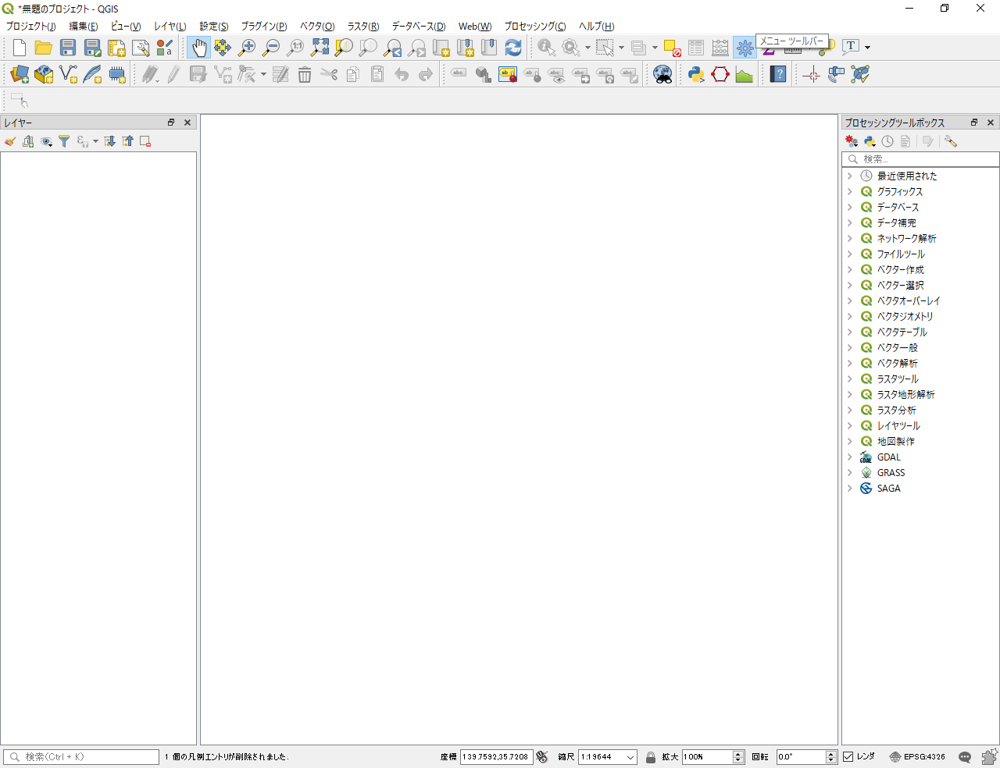 *無題のプロジェクト - QGIS
プロジェクト(J) 編集(E) ビュー(V) レイヤ(L) 設定(S) プラグイン(P) ベクタ(O) ラスタ(R) データベース(D) Web(W) プロセッシング(C) ヘルプ(H)
メニュー ツールバー
レイヤー
プロセッシングツールボックス
検索...
最近使用された
グラフィックス
データベース
データ補完
ネットワーク解析
ファイルツール
ベクター作成
ベクター選択
ベクタオーバーレイ
ベクタジオメトリ
ベクタテーブル
ベクタ一般
ベクタ解析
ラスタツール
ラスタ地形解析
ラスタ分析
レイヤツール
地図製作
GDAL
GRASS
SAGA
検索(Ctrl + K) 1 個の凡例エントリが削除されました. 座標 139.7592,35.7208 縮尺 1:19644 拡大 100% 回転 0.0° レンダ EPSG:4326